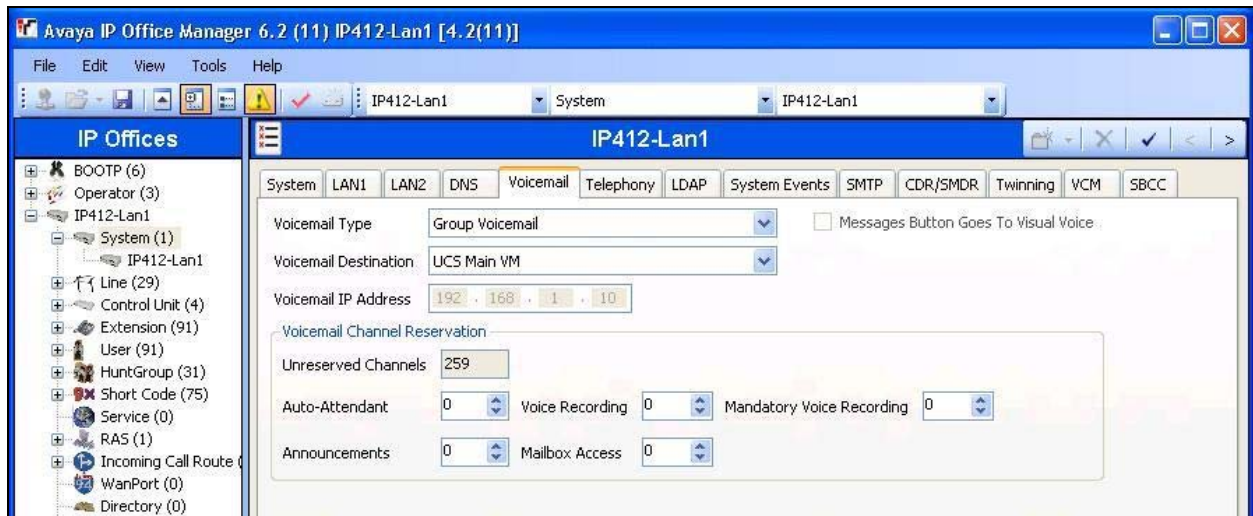 Avaya IP Office Manager 6.2 (11) IP412-Lan1 [4.2(11)]
File Edit View Tools Help
IP412-Lan1 System IP412-Lan1
IP Offices
BOOTP (6)
Operator (3)
IP412-Lan1
System (1)
IP412-Lan1
Line (29)
Control Unit (4)
Extension (91)
User (91)
HuntGroup (31)
Short Code (75)
Service (0)
RAS (1)
Incoming Call Route (
WanPort (0)
Directory (0)
IP412-Lan1
System LAN1 LAN2 DNS Voicemail Telephony LDAP System Events SMTP CDR/SMDR Twinning VCM SBCC
Voicemail Type Group Voicemail Messages Button Goes To Visual Voice
Voicemail Destination UCS Main VM
Voicemail IP Address 192 . 168 . 1 . 10
Voicemail Channel Reservation
Unreserved Channels 259
Auto-Attendant 0 Voice Recording 0 Mandatory Voice Recording 0
Announcements 0 Mailbox Access 0